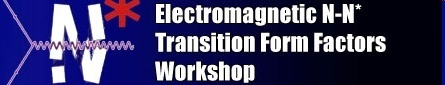 N*
Electromagnetic N-N*
Transition Form Factors
Workshop